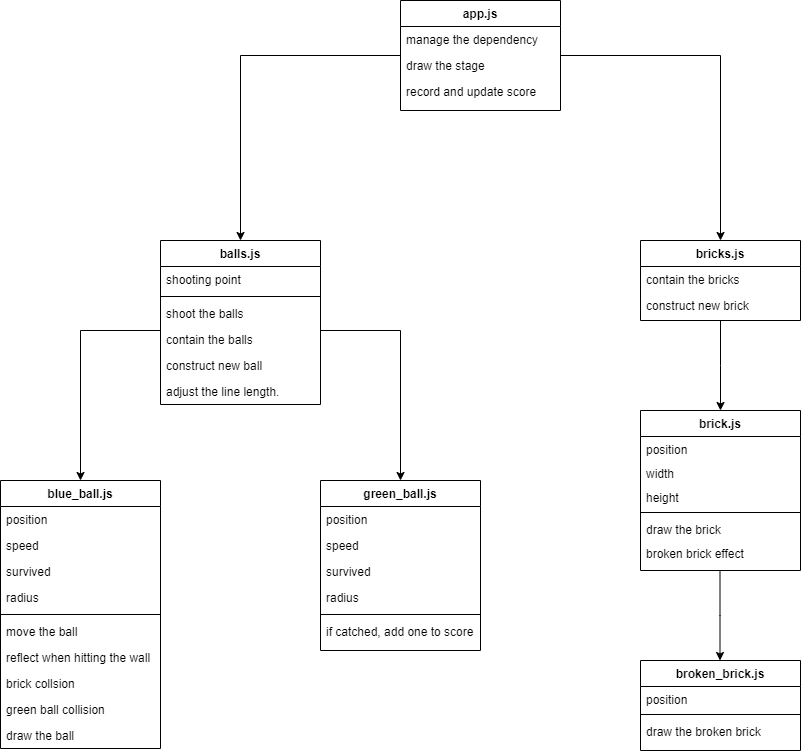 app.js
manage the dependency
draw the stage
record and update score
balls.js
shooting point
shoot the balls
contain the balls
construct new ball
adjust the line length.
bricks.js
contain the bricks
construct new brick
brick.js
position
width
height
draw the brick
broken brick effect
blue_ball.js
position
speed
survived
radius
move the ball
reflect when hitting the wall
brick collsion
green ball collision
draw the ball
green_ball.js
position
speed
survived
radius
if catched, add one to score
broken_brick.js
position
draw the broken brick